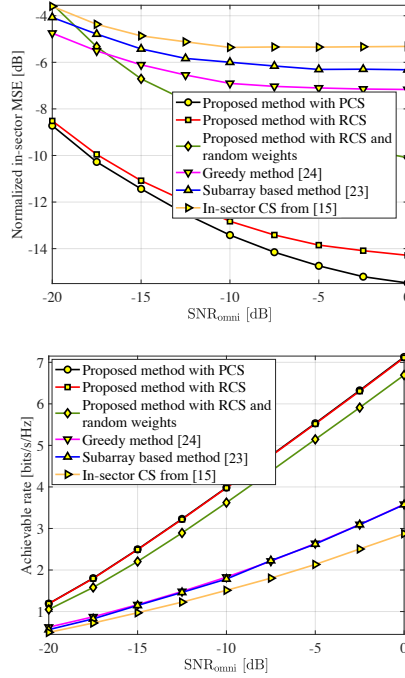 -4
-6
-8
-10
-12
-14
Normalized in-sector MSE [dB]
Proposed method with PCS
Proposed method with RCS
Proposed method with RCS and
random weights
Greedy method [24]
Subarray based method [23]
In-sector CS from [15]
-20
-15
-10
-5
0
SNRomni [dB]
7
6
5
4
3
2
1
Achievable rate [bits/s/Hz]
Proposed method with PCS
Proposed method with RCS
Proposed method with RCS and
random weights
Greedy method [24]
Subarray based method [23]
In-sector CS from [15]
-20
-15
-10
-5
0
SNRomni [dB]